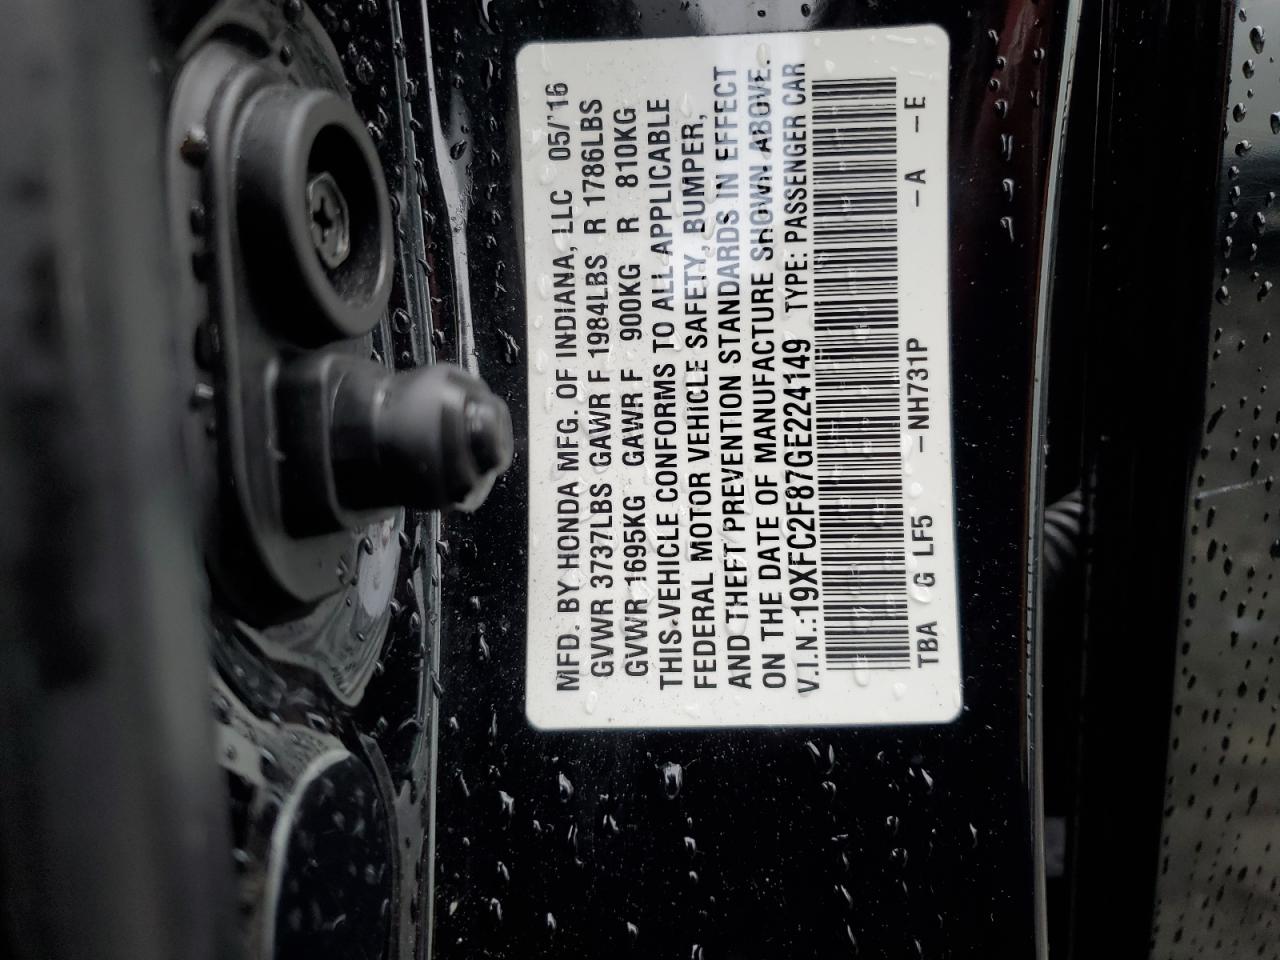 MFD. BY HONDA MFG. OF INDIANA, LLC 05/'16
GVWR 3737LBS GAWR F 1984LBS R 1786LBS
GVWR 1695KG GAWR F 900KG R 810KG
THIS VEHICLE CONFORMS TO ALL APPLICABLE
FEDERAL MOTOR VEHICLE SAFETY, BUMPER,
AND THEFT PREVENTION STANDARDS IN EFFECT
ON THE DATE OF MANUFACTURE SHOWN ABOVE.
V.I.N.:19XFC2F87GE224149 TYPE: PASSENGER CAR
TBA G LF5 -NH731P -A -E